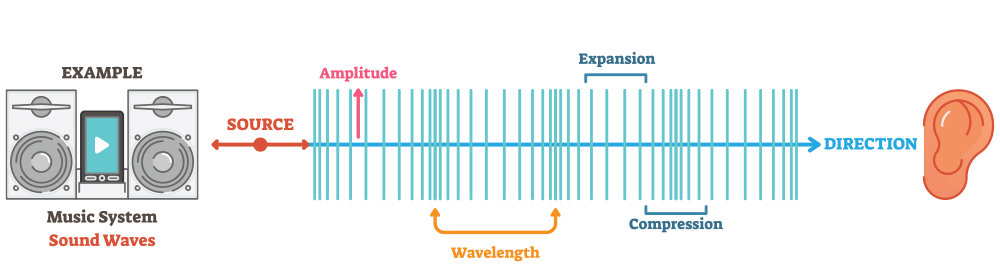 EXAMPLE
Music System
Sound Waves
SOURCE
Amplitude
Expansion
Wavelength
Compression
DIRECTION